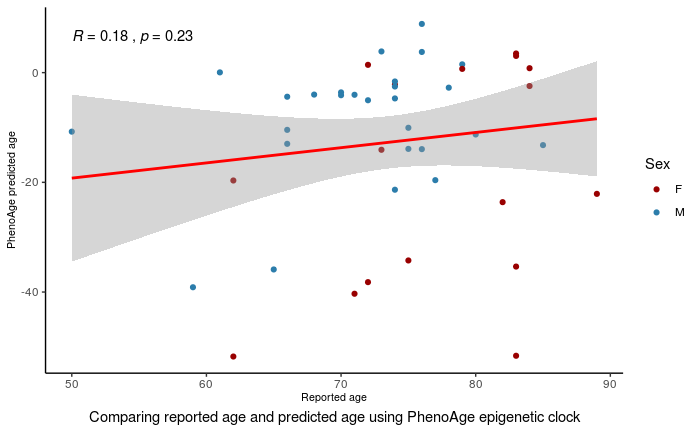 R = 0.18 , p = 0.23
0
-20
-40
PhenoAge predicted age
50 60 70 80 90
Reported age
Sex
F
M
Comparing reported age and predicted age using PhenoAge epigenetic clock